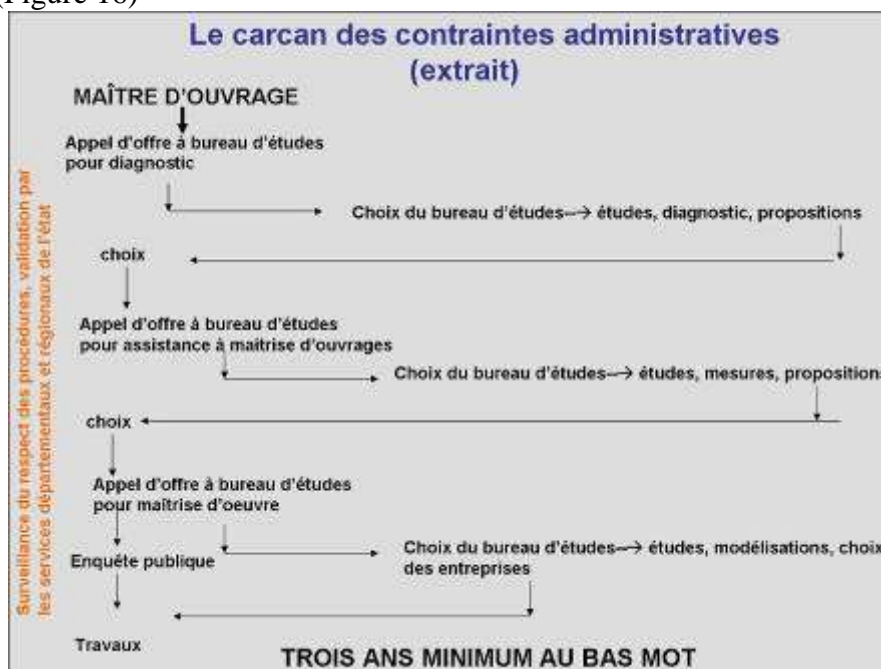 (Figure 18)
Le carcan des contraintes administratives
(extrait)
MAÎTRE D'OUVRAGE
Appel d'offre à bureau d'études
pour diagnostic
Choix du bureau d'études→ études, diagnostic, propositions
choix
Appel d'offre à bureau d'études
pour assistance à maîtrise d'ouvrages
Choix du bureau d'études→ études, mesures, propositions
choix
Appel d'offre à bureau d'études
pour maîtrise d'oeuvre
Choix du bureau d'études→ études, modélisations, choix
des entreprises
Enquête publique
Travaux
TROIS ANS MINIMUM AU BAS MOT
Surveillance du respect des procédures, validation par
les services départementaux et régionaux de l'état